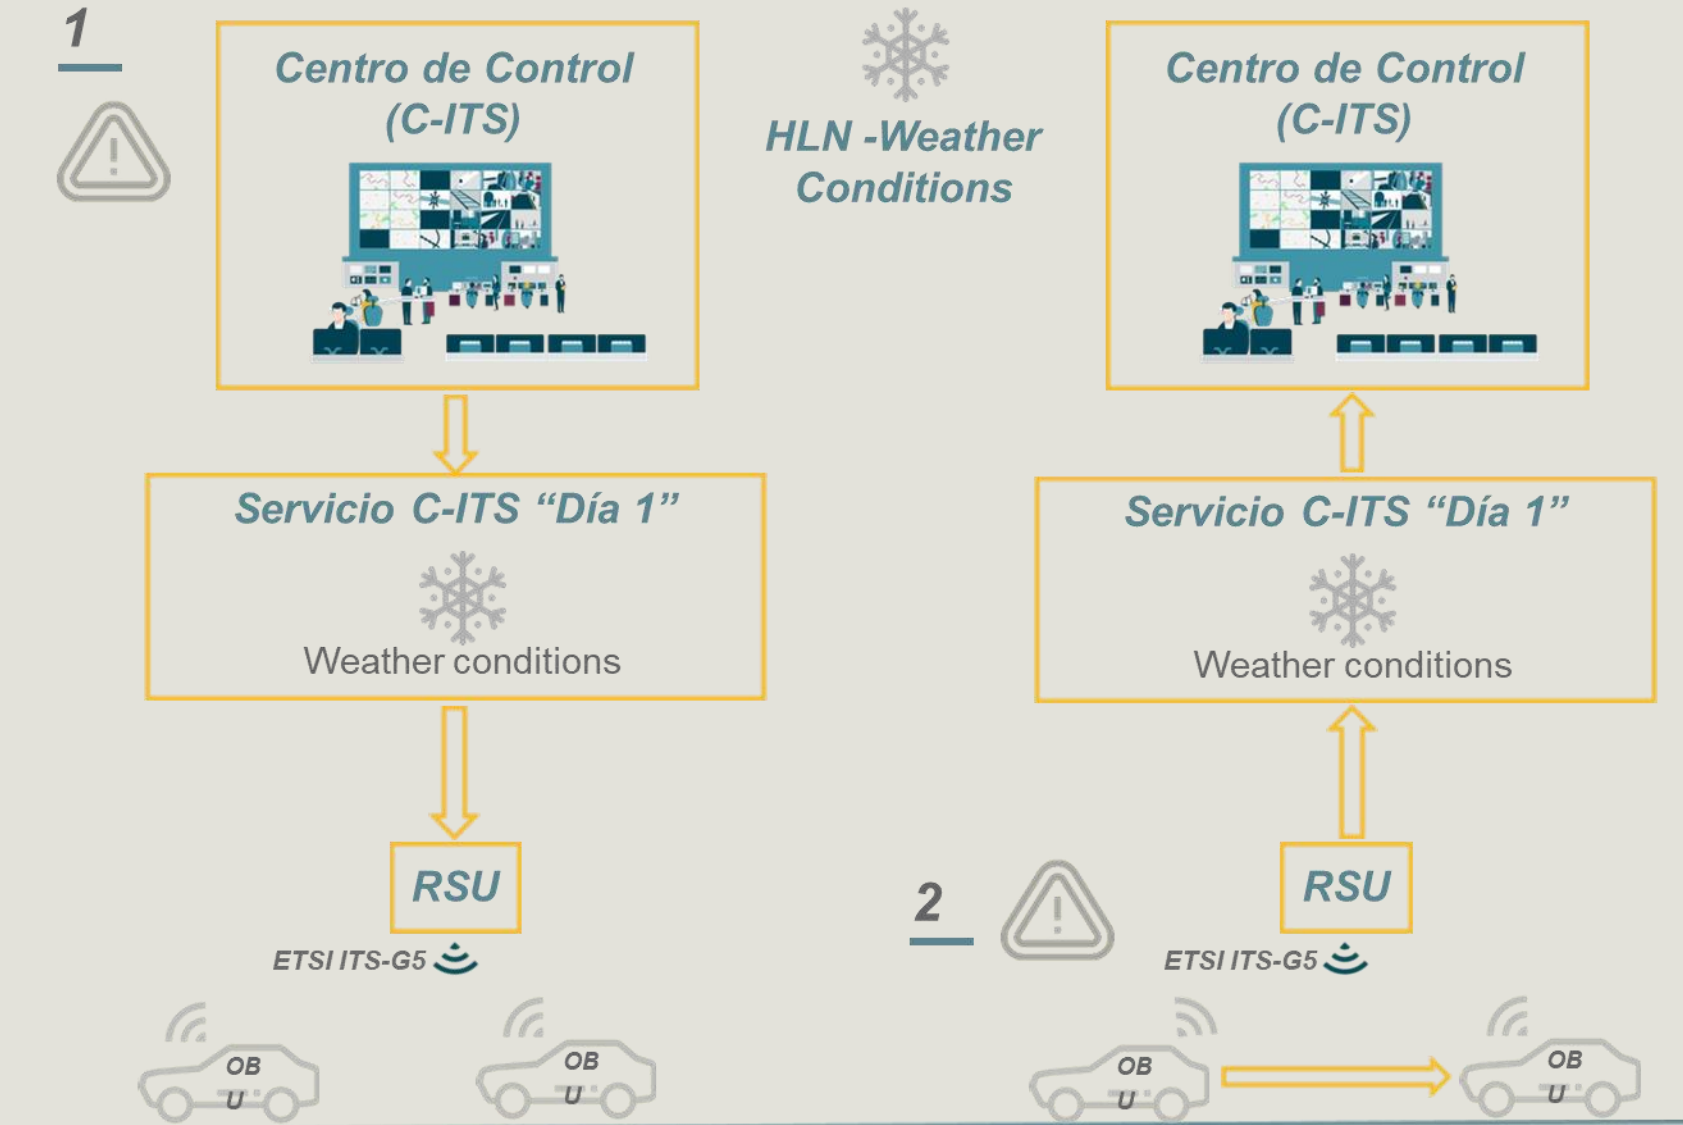 1
Centro de Control
(C-ITS)
Servicio C-ITS “Día 1”
Weather conditions
RSU
ETSI ITS-G5
OB
U
OB
U
HLN -Weather
Conditions
Centro de Control
(C-ITS)
Servicio C-ITS “Día 1”
Weather conditions
2
RSU
ETSI ITS-G5
OB
U
OB
U